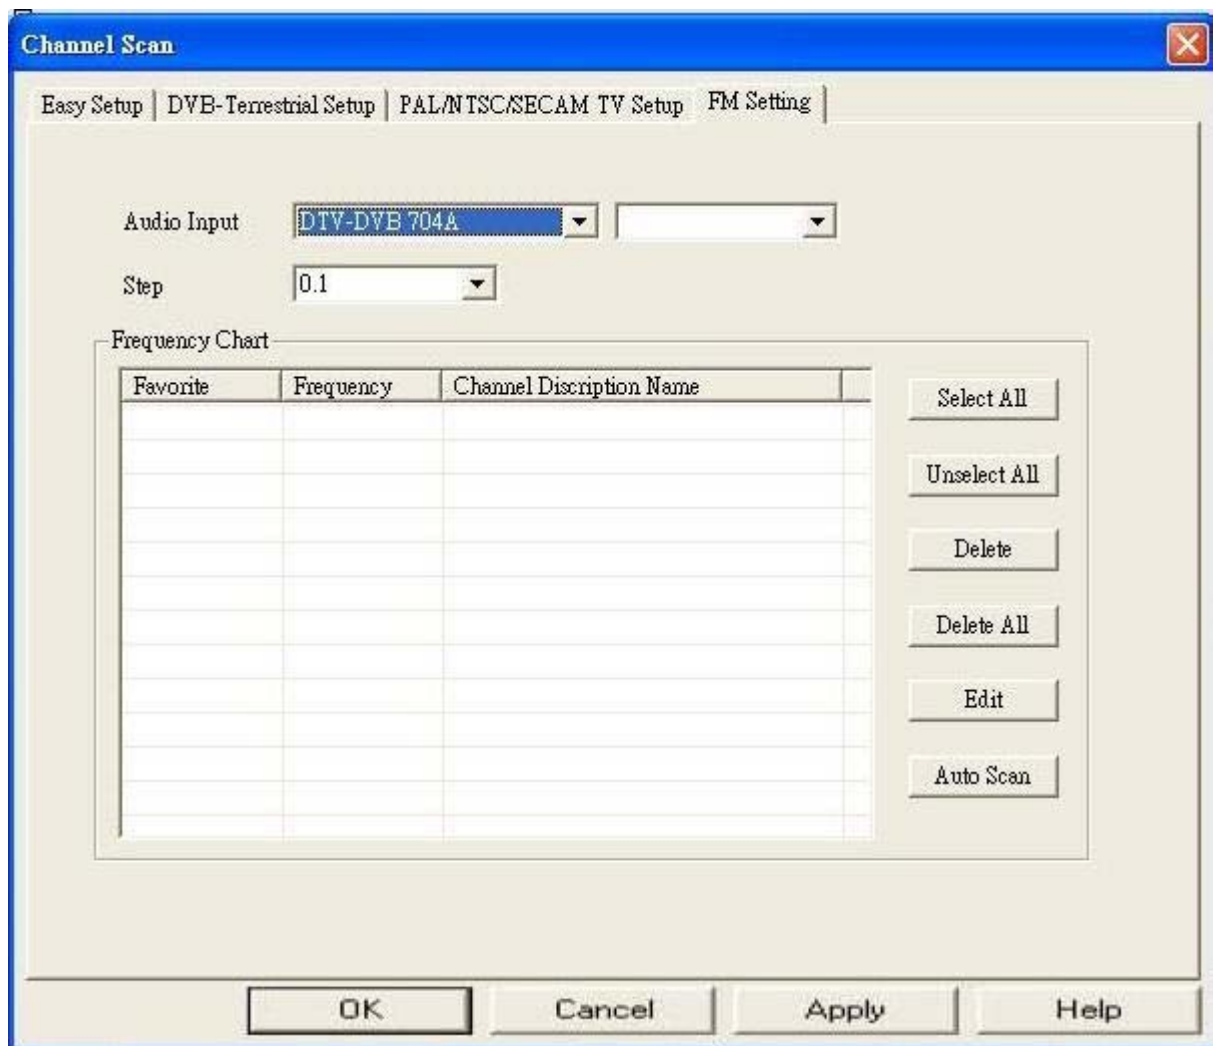 Channel Scan
Easy Setup
DVB-Terrestrial Setup
PAL/NTSC/SECAM TV Setup
FM Setting
Audio Input
DTV-DVB 704A
Step
0.1
Frequency Chart
Favorite
Frequency
Channel Discription Name
Select All
Unselect All
Delete
Delete All
Edit
Auto Scan
OK
Cancel
Apply
Help